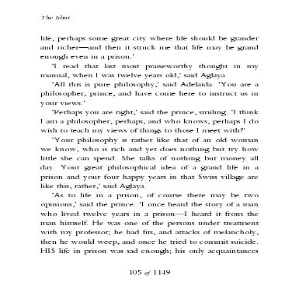 The Idiot
life, perhaps some great city where life should be grander
and richer—and then it struck me that life may be grand
enough even in a prison.'
'I read that last most praiseworthy thought in my
manual, when I was twelve years old,' said Aglaya.
'All this is pure philosophy,' said Adelaida. 'You are a
philosopher, prince, and have come here to instruct us in
your views.'
'Perhaps you are right,' said the prince, smiling. 'I think
I am a philosopher, perhaps, and who knows, perhaps I do
wish to teach my views of things to those I meet with?'
'Your philosophy is rather like that of an old woman
we know, who is rich and yet does nothing but try how
little she can spend. She talks of nothing but money all
day. Your great philosophical idea of a grand life in a
prison and your four happy years in that Swiss village are
like this, rather,' said Aglaya.
'As to life in a prison, of course there may be two
opinions,' said the prince. 'I once heard the story of a man
who lived twelve years in a prison—I heard it from the
man himself. He was one of the persons under treatment
with my professor; he had fits, and attacks of melancholy,
then he would weep, and once he tried to commit suicide.
HIS life in prison was sad enough; his only acquaintances
105 of 1149